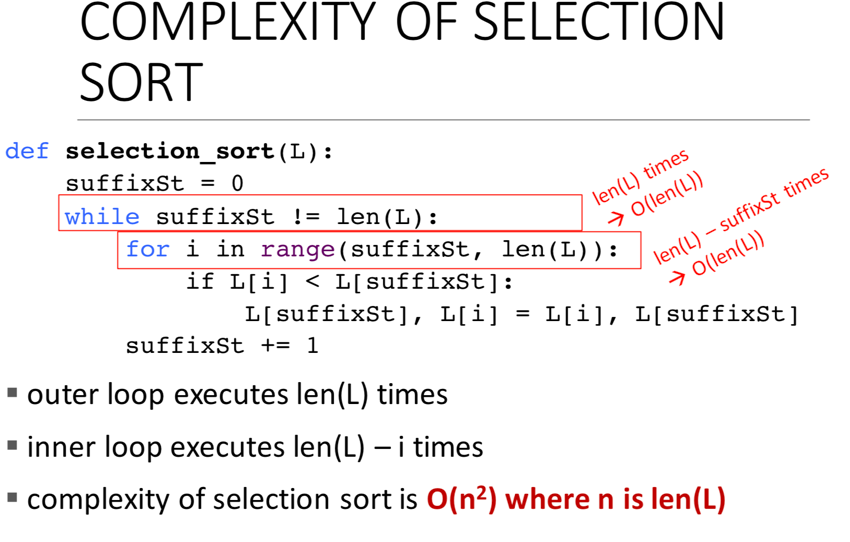 COMPLEXITY OF SELECTION
SORT
def selection_sort(L):
    suffixSt = 0
    while suffixSt != len(L):
        for i in range(suffixSt, len(L)):
            if L[i] < L[suffixSt]:
                L[suffixSt], L[i] = L[i], L[suffixSt]
        suffixSt += 1
len(L) times
→ O(len(L))
len(L) – suffixSt times
→ O(len(L))
▪ outer loop executes len(L) times
▪ inner loop executes len(L) – i times
▪ complexity of selection sort is O(n²) where n is len(L)